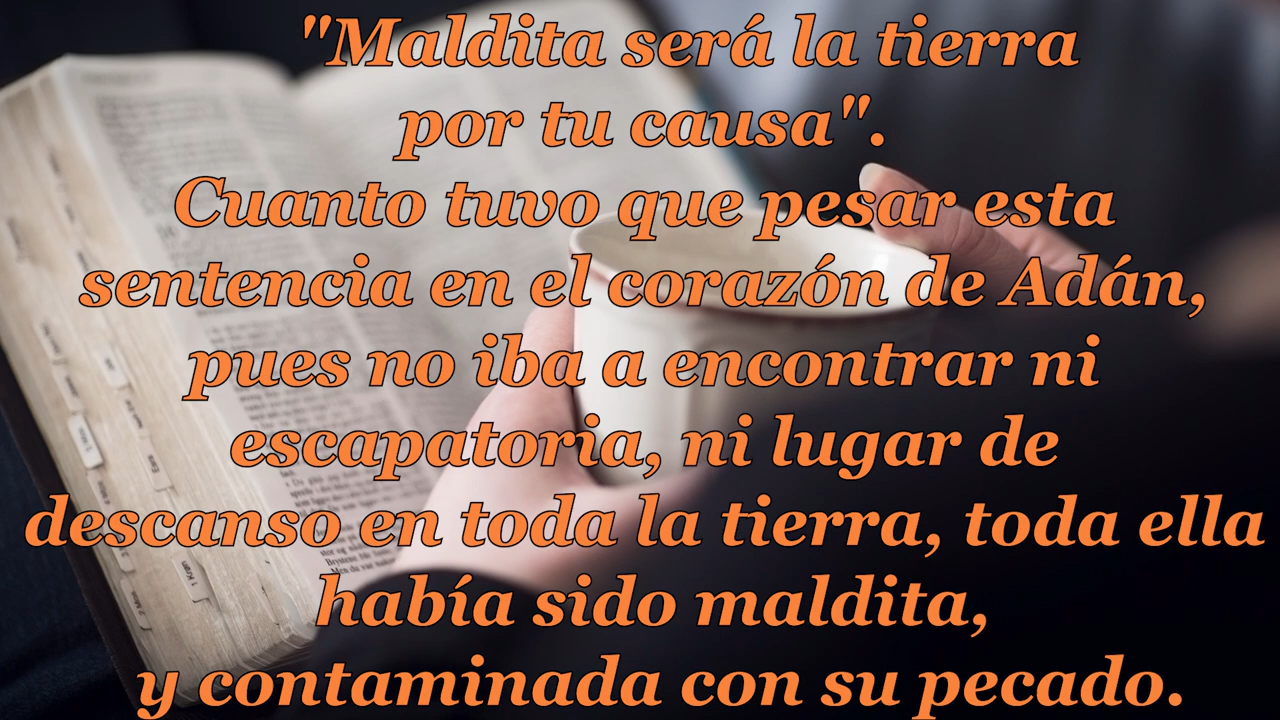 "Maldita será la tierra
por tu causa".
Cuanto tuvo que pesar esta
sentencia en el corazón de Adán,
pues no iba a encontrar ni
escapatoria, ni lugar de
descanso en toda la tierra, toda ella
había sido maldita,
y contaminada con su pecado.